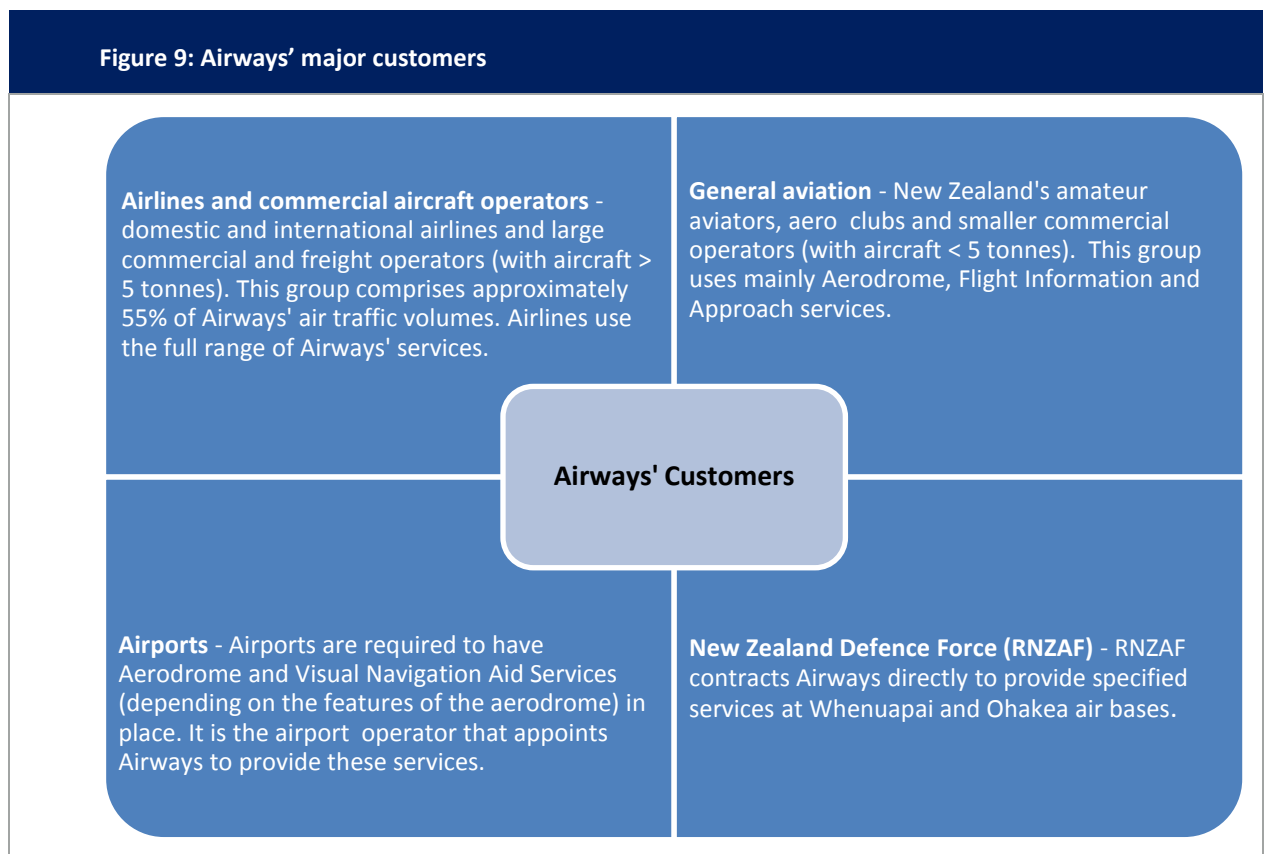 Figure 9: Airways’ major customers
Airlines and commercial aircraft operators -
domestic and international airlines and large
commercial and freight operators (with aircraft >
5 tonnes). This group comprises approximately
55% of Airways' air traffic volumes. Airlines use
the full range of Airways' services.
General aviation - New Zealand's amateur
aviators, aero  clubs and smaller commercial
operators (with aircraft < 5 tonnes).  This group
uses mainly Aerodrome, Flight Information and
Approach services.
Airways' Customers
Airports - Airports are required to have
Aerodrome and Visual Navigation Aid Services
(depending on the features of the aerodrome) in
place. It is the airport  operator that appoints
Airways to provide these services.
New Zealand Defence Force (RNZAF) - RNZAF
contracts Airways directly to provide specified
services at Whenuapai and Ohakea air bases.